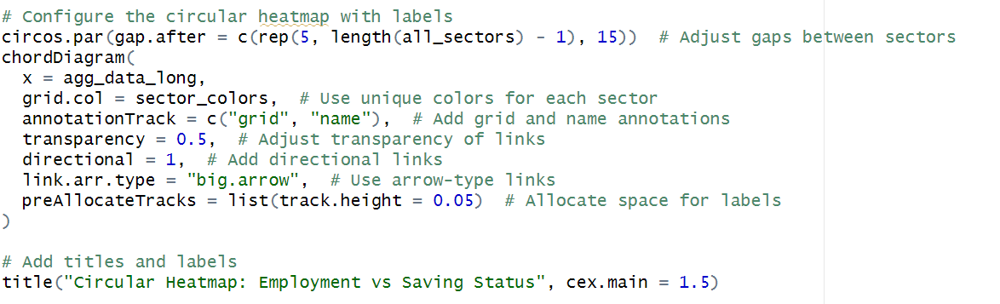 # Configure the circular heatmap with labels
circos.par(gap.after = c(rep(5, length(all_sectors) - 1), 15))  # Adjust gaps between sectors
chordDiagram(
  x = agg_data_long,
  grid.col = sector_colors,  # Use unique colors for each sector
  annotationTrack = c("grid", "name"),  # Add grid and name annotations
  transparency = 0.5,  # Adjust transparency of links
  directional = 1,  # Add directional links
  link.arr.type = "big.arrow",  # Use arrow-type links
  preAllocateTracks = list(track.height = 0.05)  # Allocate space for labels
)
# Add titles and labels
title("Circular Heatmap: Employment vs Saving Status", cex.main = 1.5)